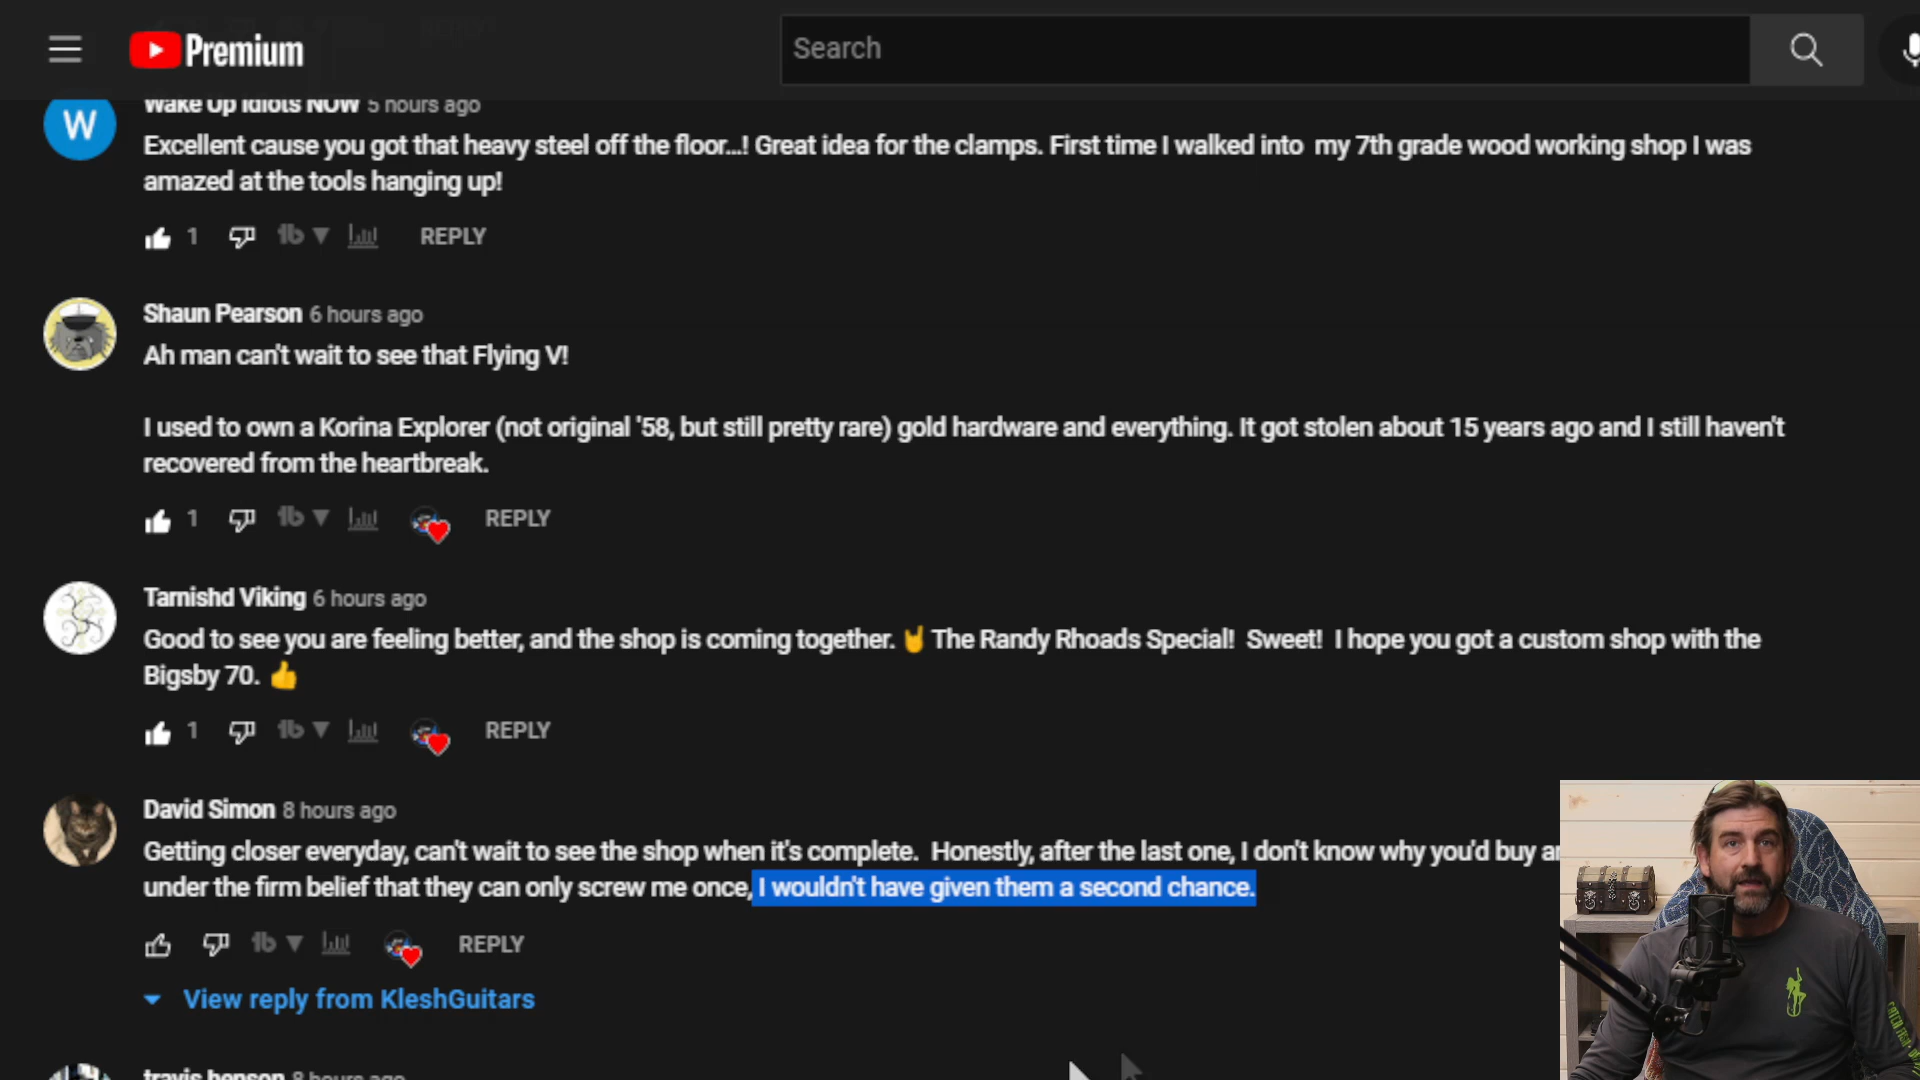 Premium
Search
Wake Up Idiots NOW 5 hours ago
W
Excellent cause you got that heavy steel off the floor...! Great idea for the clamps. First time I walked into my 7th grade wood working shop I was
amazed at the tools hanging up!
1 REPLY
Shaun Pearson 6 hours ago
Ah man can't wait to see that Flying V!
I used to own a Korina Explorer (not original '58, but still pretty rare) gold hardware and everything. It got stolen about 15 years ago and I still haven't
recovered from the heartbreak.
1 REPLY
Tarnishd Viking 6 hours ago
Good to see you are feeling better, and the shop is coming together. 🤘 The Randy Rhoads Special! Sweet! I hope you got a custom shop with the
Bigsby 70. 👍
1 REPLY
David Simon 8 hours ago
Getting closer everyday, can't wait to see the shop when it's complete. Honestly, after the last one, I don't know why you'd buy
under the firm belief that they can only screw me once, I wouldn't have given them a second chance.
REPLY
View reply from KleshGuitars
travis henson 8 hours ago